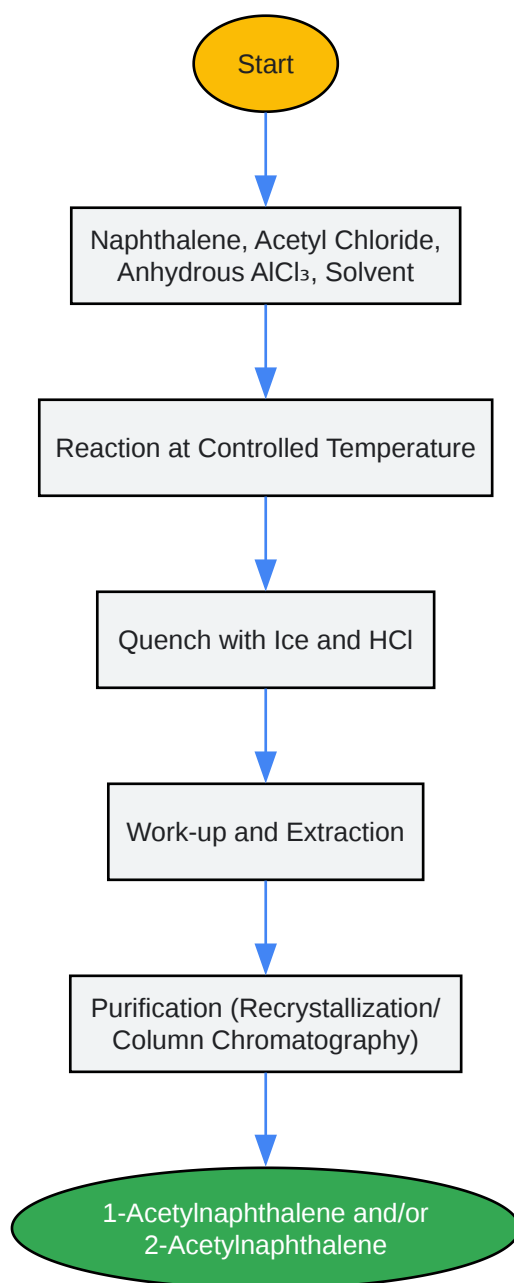 Start
Naphthalene, Acetyl Chloride,
Anhydrous AlCl₃, Solvent
Reaction at Controlled Temperature
Quench with Ice and HCl
Work-up and Extraction
Purification (Recrystallization/
Column Chromatography)
1-Acetylnaphthalene and/or
2-Acetylnaphthalene